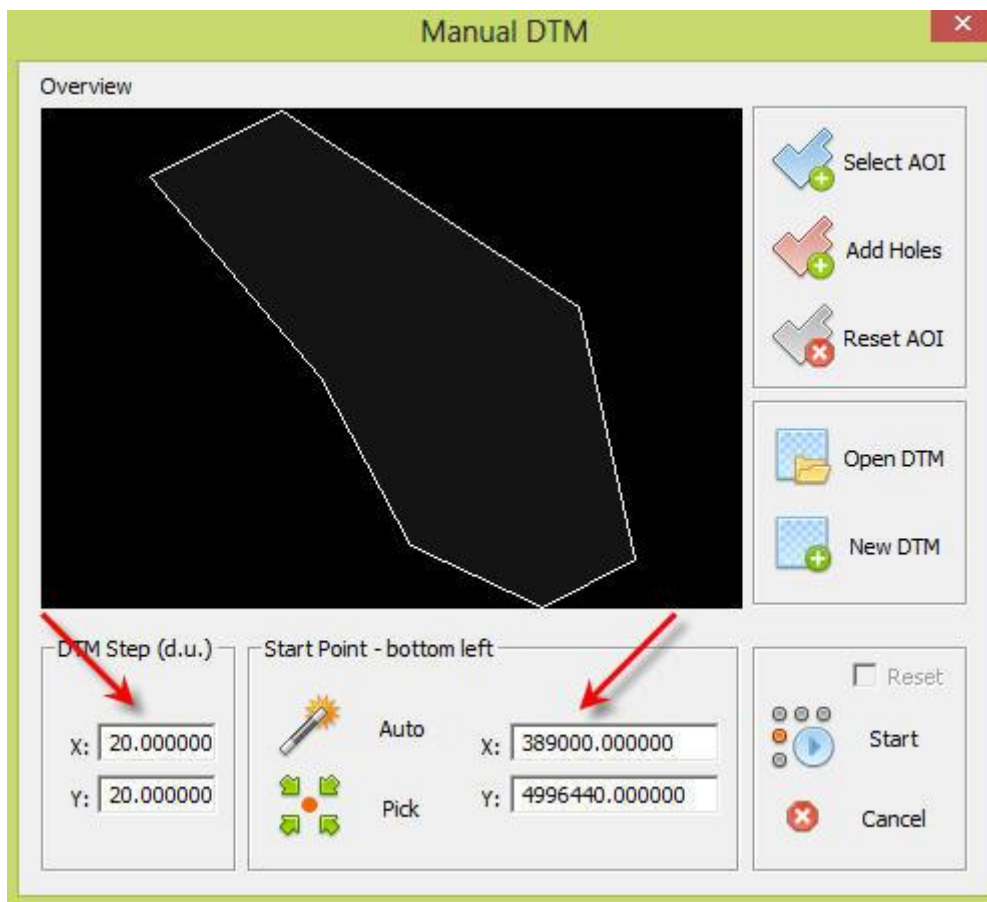 Manual DTM
Overview
Select AOI
Add Holes
Reset AOI
Open DTM
New DTM
DTM Step (d.u.)
X: 20.000000
Y: 20.000000
Start Point - bottom left
Auto
Pick
X: 389000.000000
Y: 4996440.000000
Reset
Start
Cancel